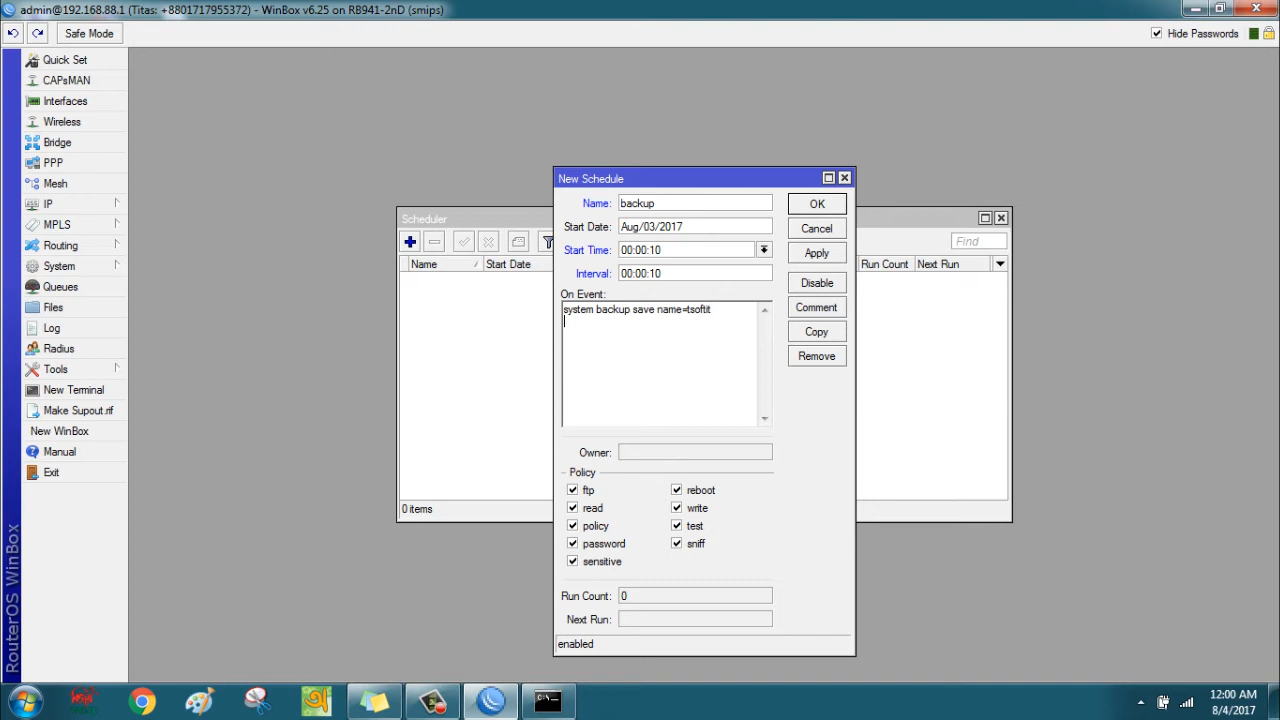 admin@192.168.88.1 (Titas: +8801717955372) - WinBox v6.25 on RB941-2nD (smips)
Safe Mode
Hide Passwords
Quick Set
CAPsMAN
Interfaces
Wireless
Bridge
PPP
Mesh
IP
MPLS
Routing
System
Queues
Files
Log
Radius
Tools
New Terminal
Make Supout.rif
New WinBox
Manual
Exit
RouterOS WinBox
Scheduler
Find
Name
Start Date
Run Count
Next Run
0 items
New Schedule
Name: backup
Start Date: Aug/03/2017
Start Time: 00:00:10
Interval: 00:00:10
On Event:
system backup save name=tsoftit
Owner:
Policy
ftp
reboot
read
write
policy
test
password
sniff
sensitive
Run Count: 0
Next Run:
enabled
OK
Cancel
Apply
Disable
Comment
Copy
Remove
C:\.
12:00 AM
8/4/2017